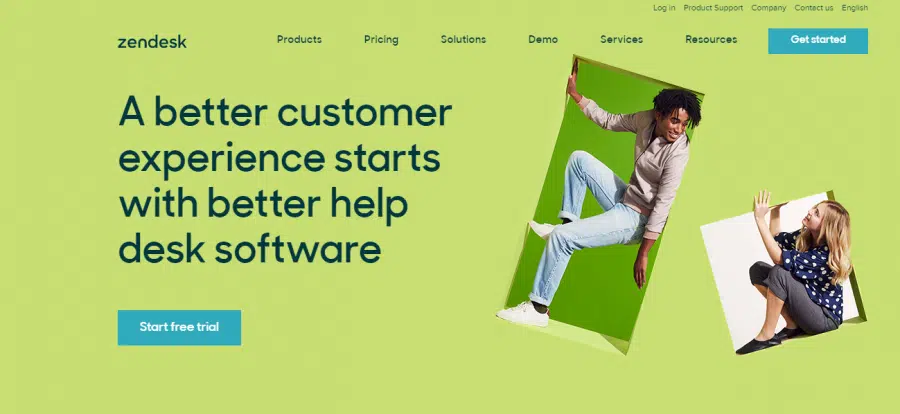 Log in Product Support Company Contact us English
zendesk Products Pricing Solutions Demo Services Resources Get started
A better customer
experience starts
with better help
desk software
Start free trial